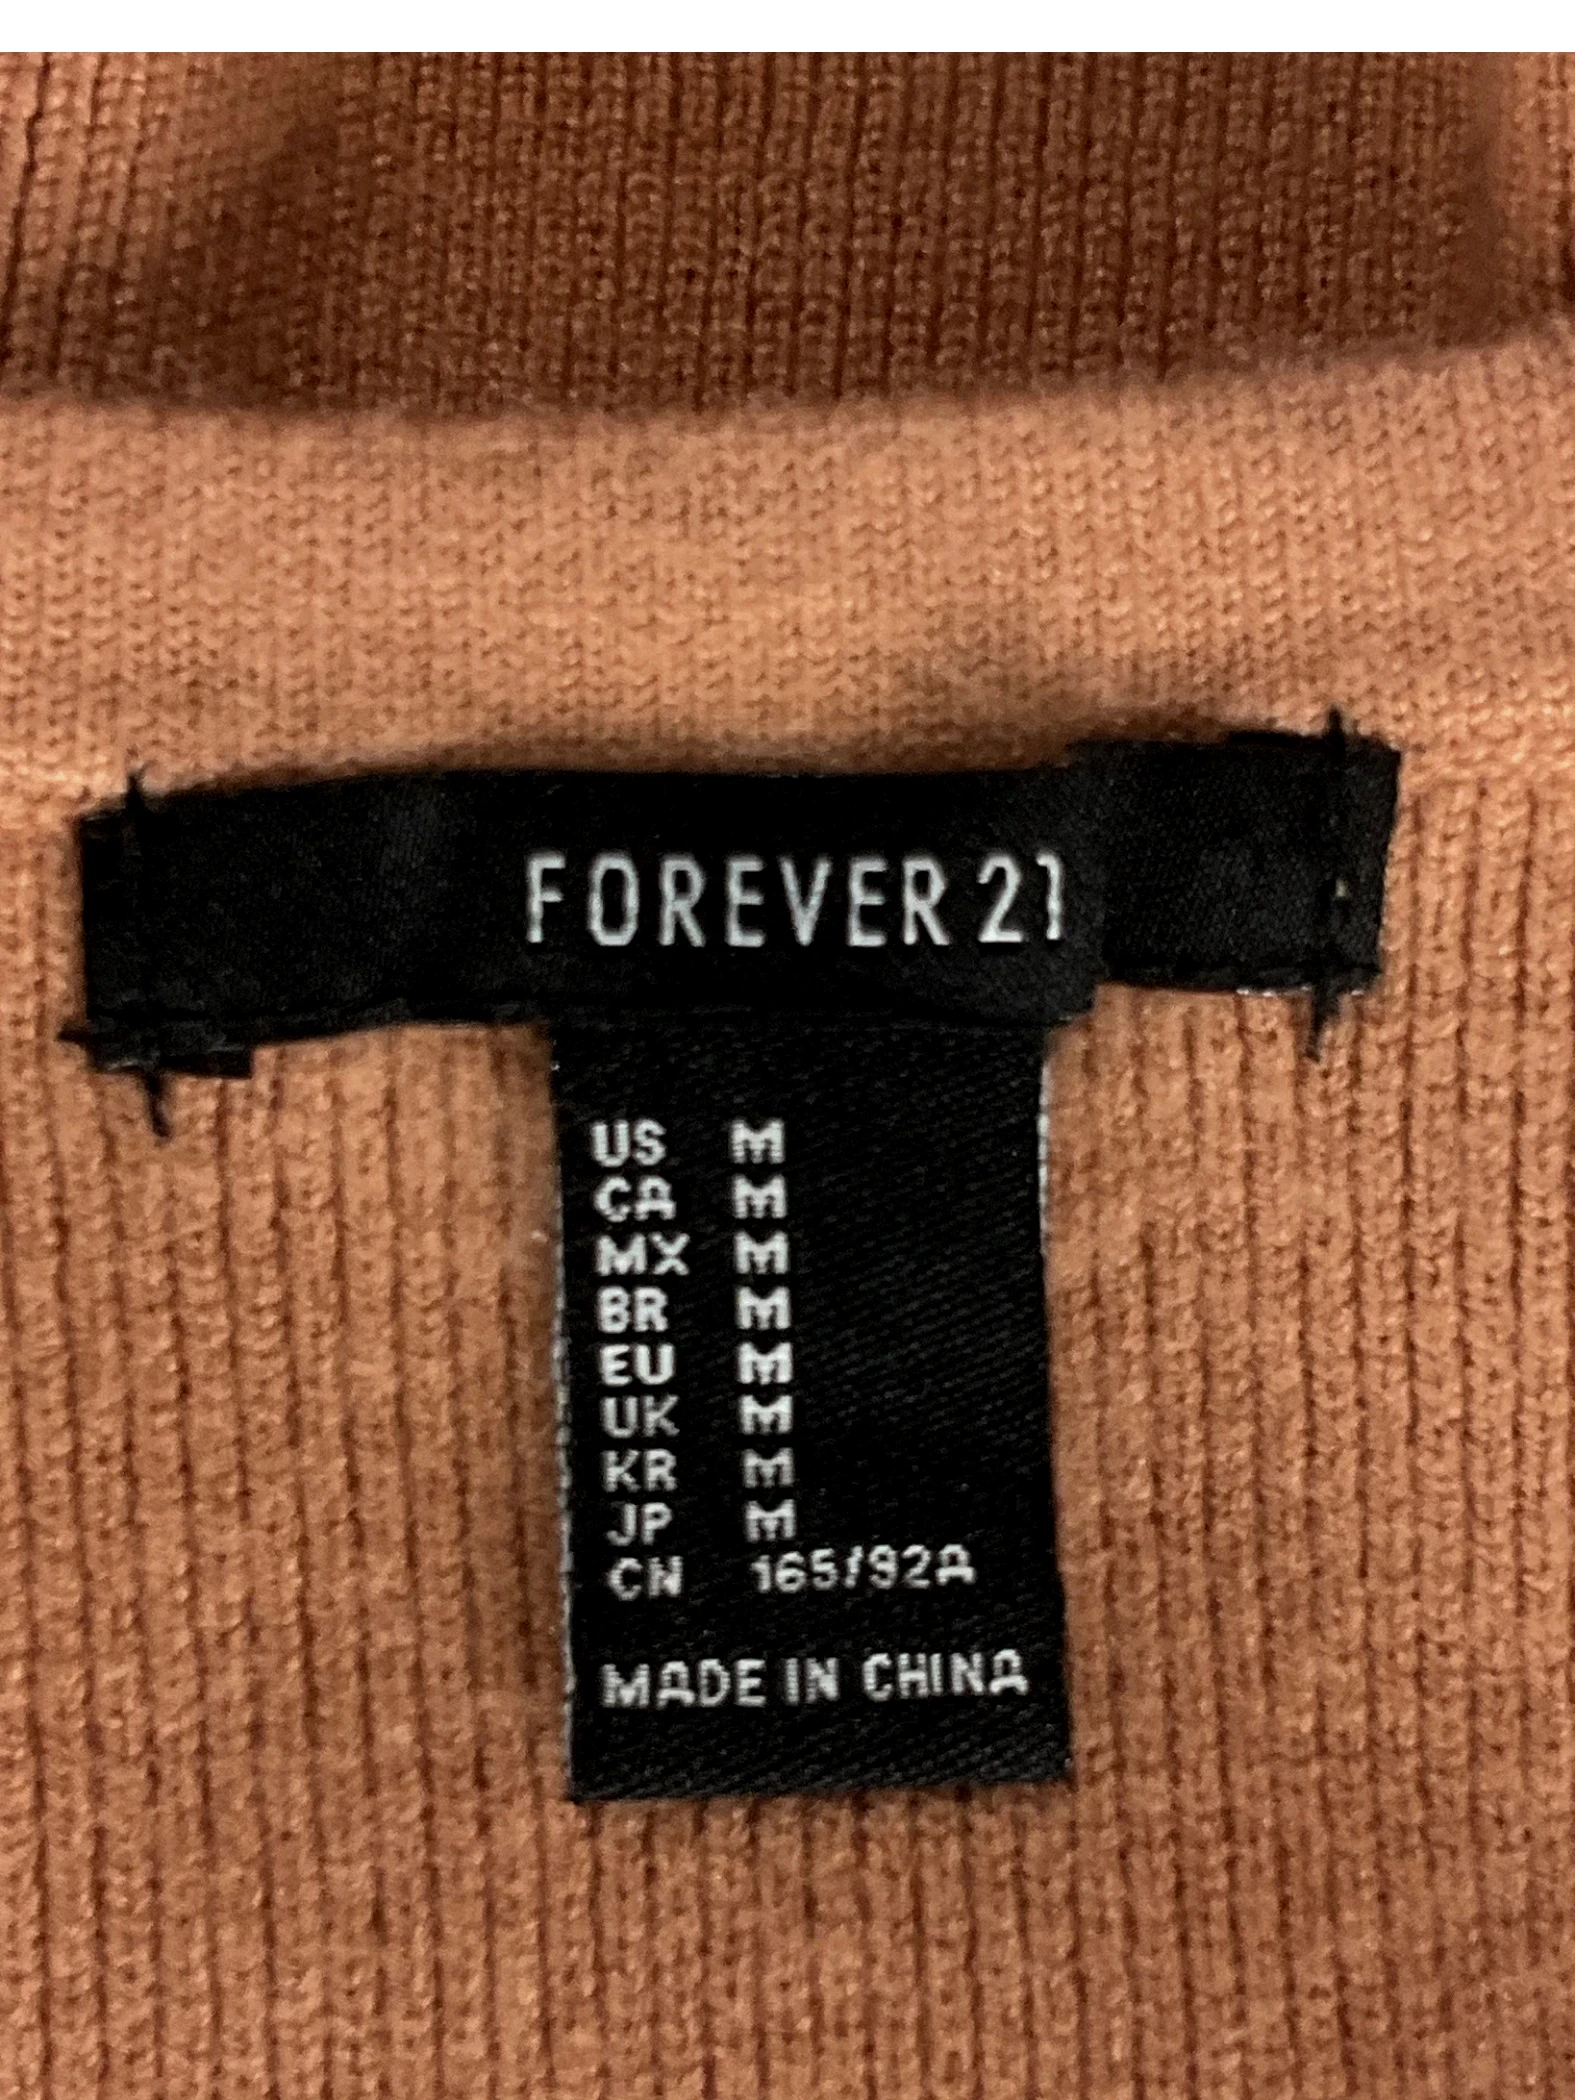 FOREVER 21
US M
CA M
MX M
BR M
EU M
UK M
KR M
JP M
CN 165/92A
MADE IN CHINA